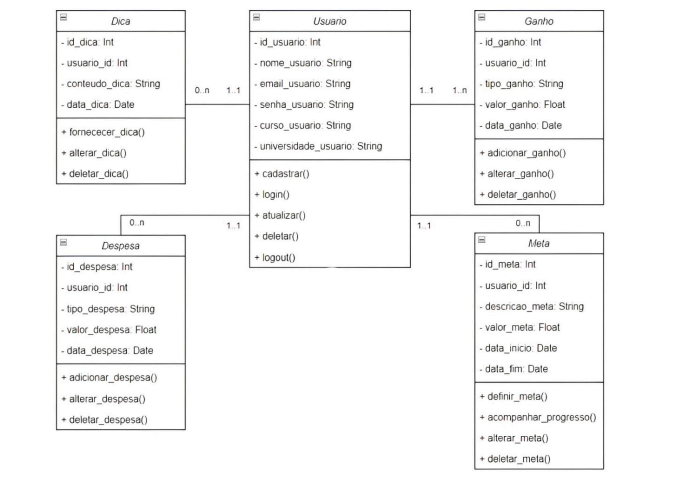 Dica
- id_dica: Int
- usuario_id: Int
- conteudo_dica: String
- data_dica: Date
+ fornececer_dica()
+ alterar_dica()
+ deletar_dica()
0..n
1..1
Usuario
- id_usuario: Int
- nome_usuario: String
- email_usuario: String
- senha_usuario: String
- curso_usuario: String
- universidade_usuario: String
+ cadastrar()
+ login()
+ atualizar()
+ deletar()
+ logout()
1..1
1..n
Ganho
- id_ganho: Int
- usuario_id: Int
- tipo_ganho: String
- valor_ganho: Float
- data_ganho: Date
+ adicionar_ganho()
+ alterar_ganho()
+ deletar_ganho()
0..n
1..1
Despesa
- id_despesa: Int
- usuario_id: Int
- tipo_despesa: String
- valor_despesa: Float
- data_despesa: Date
+ adicionar_despesa()
+ alterar_despesa()
+ deletar_despesa()
1..1
0..n
Meta
- id_meta: Int
- usuario_id: Int
- descricao_meta: String
- valor_meta: Float
- data_inicio: Date
- data_fim: Date
+ definir_meta()
+ acompanhar_progresso()
+ alterar_meta()
+ deletar_meta()